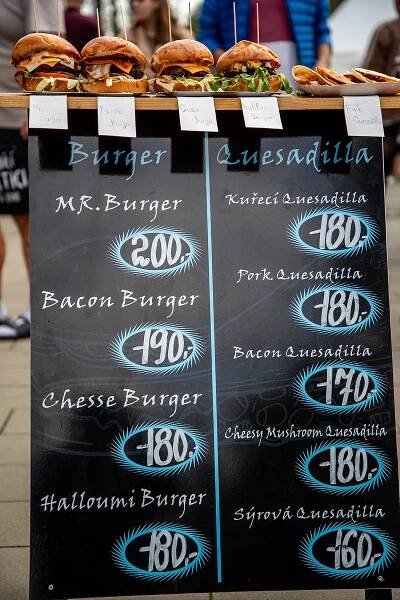 Burger
MR. Burger
200,-
Bacon Burger
190,-
Chesse Burger
-180,-
Halloumi Burger
-180,-
Quesadilla
Kuřecí Quesadilla
-180,-
Pork Quesadilla
-180,-
Bacon Quesadilla
-170,-
Cheesy Mushroom Quesadilla
-180,-
Sýrová Quesadilla
-160,-